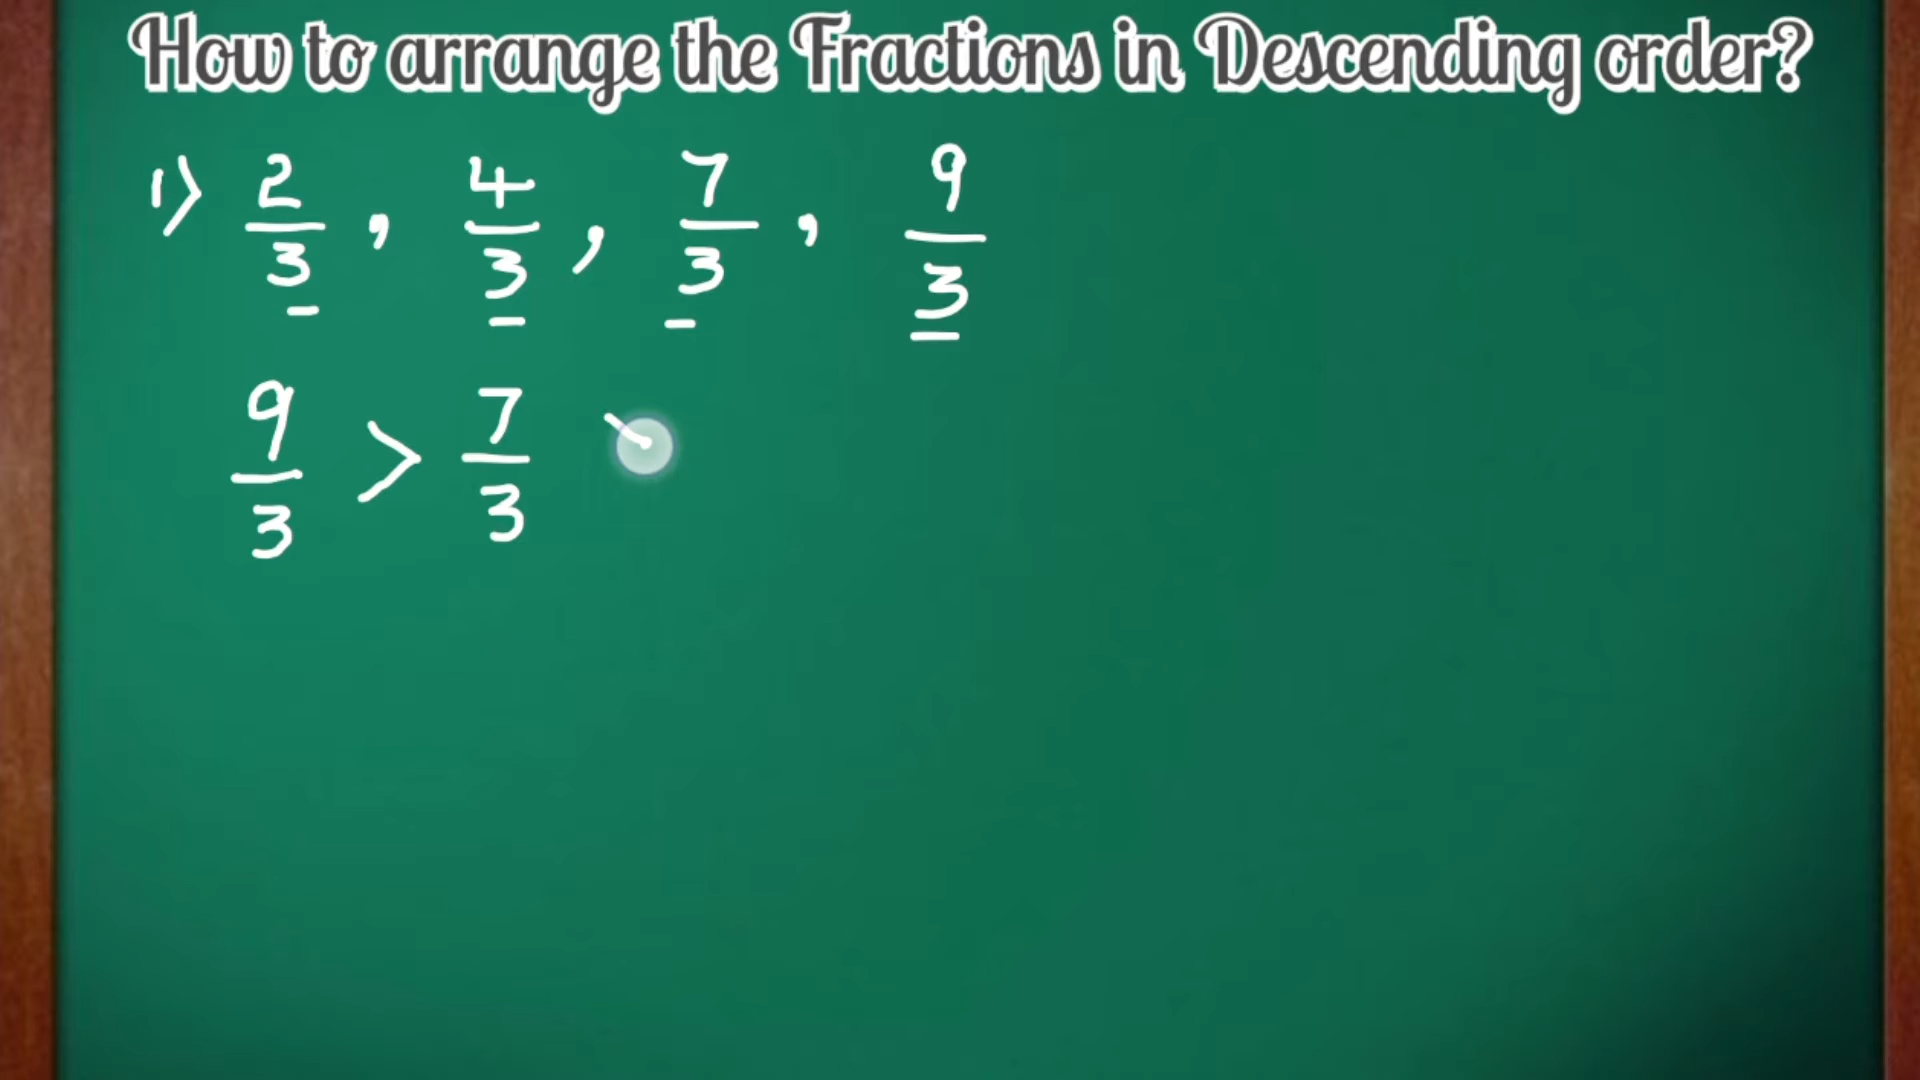 How to arrange the Fractions in Descending order?
1) 2/3, 4/3, 7/3, 9/3
9/3 > 7/3